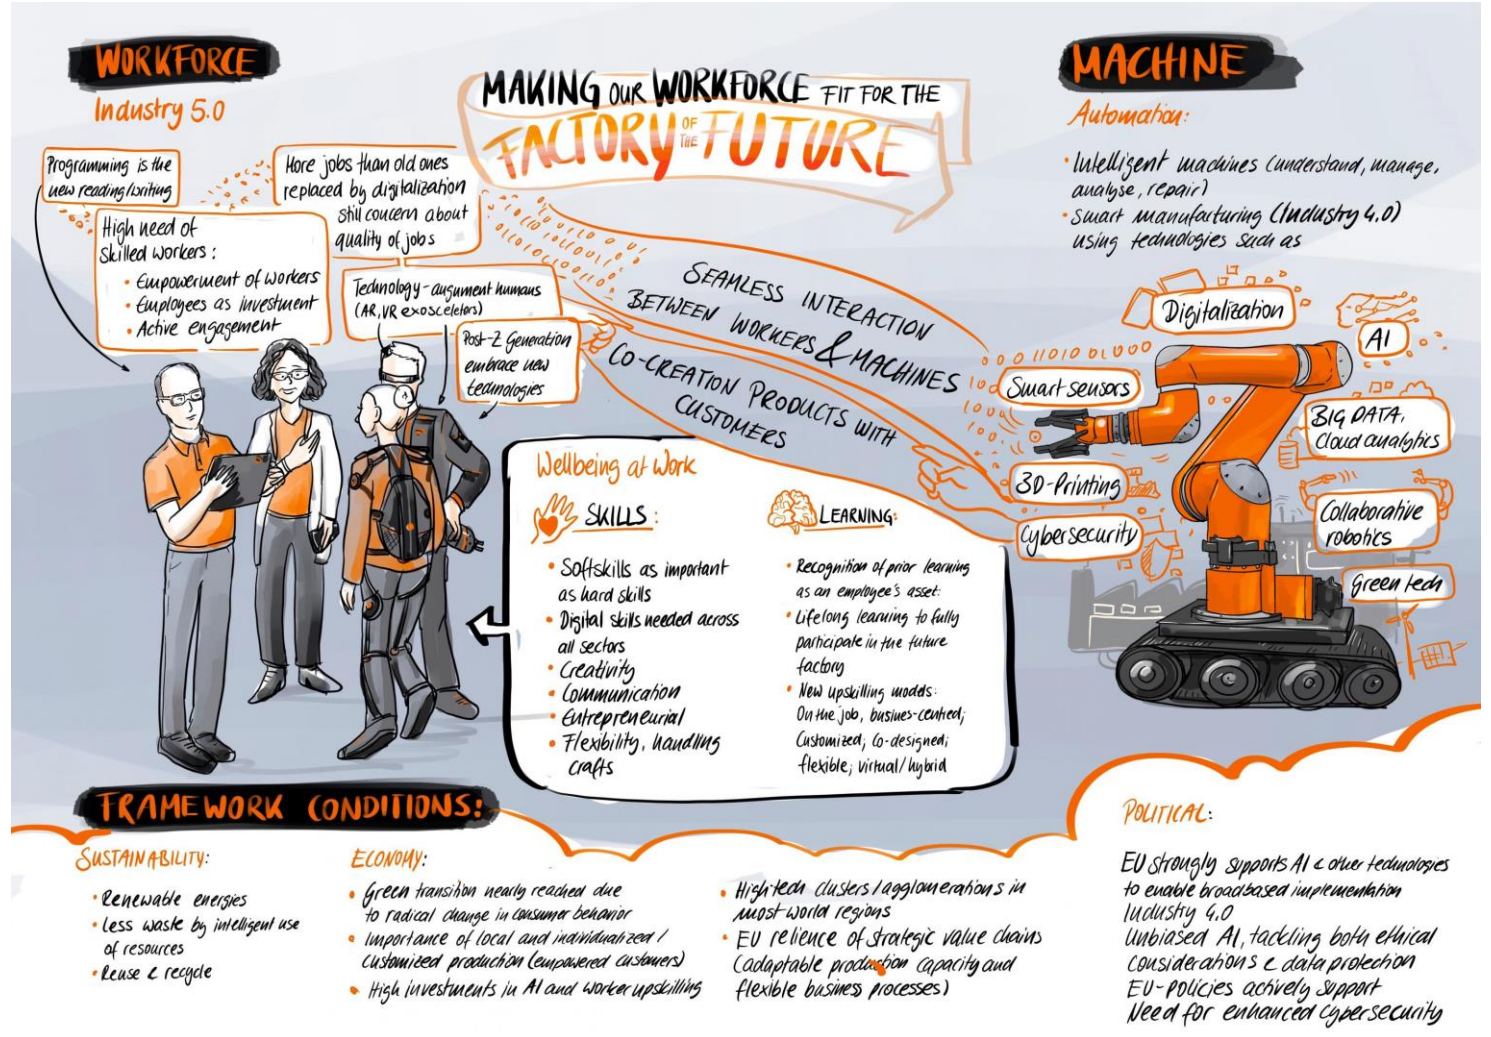 WORKFORCE
Industry 5.0
MAKING OUR WORKFORCE FIT FOR THE
FACTORY OF THE FUTURE
Programming is the
new reading/writing
More jobs than old ones
replaced by digitalization
still concern about
quality of jobs
High need of
Skilled workers:
• Empowerment of workers
• Employees as investment
• Active engagement
Technology-augument humans
(AR, VR exosceletors)
Post-Z Generation
embrace new
technologies
SEAMLESS INTERACTION
BETWEEN WORKERS & MACHINES
CO-CREATION PRODUCTS WITH
CUSTOMERS
MACHINE
Automation:
• Intelligent machines (understand, manage,
analyse, repair)
• Smart manufacturing (Industry 4.0)
using technologies such as
Digitalization
AI
Smart sensors
BIG DATA,
Cloud analytics
3D-Printing
Collaborative
robotics
Cybersecurity
Green tech
Wellbeing at Work
SKILLS:
• Softskills as important
as hard skills
• Digital skills needed across
all sectors
• Creativity
• Communication
• Entrepreneurial
• Flexibility, handling
crafts
LEARNING:
• Recognition of prior learning
as an employee's asset:
• Lifelong learning to fully
participate in the future
factory
• New upskilling models:
On the job, busines-centied;
Customized; Co-designed;
flexible; virtual/hybrid
FRAMEWORK CONDITIONS:
SUSTAINABILITY:
• Renewable energies
• Less waste by intelligent use
of resources
• Reuse & recycle
ECONOMY:
• Green transition nearly reached due
to radical change in consumer behavior
• Importance of local and individualized/
customized production (empowered customers)
• High investments in AI and worker upskilling
• High-tech clusters/agglomerations in
most world regions
• EU relience of strategic value chains
(adaptable production capacity and
flexible business processes)
POLITICAL:
EU strongly supports AI & other technologies
to enable broadbased implementation
Industry 4.0
Unbiased AI, tackling both ethical
considerations & data protection
EU-Policies actively support
Need for enhanced cybersecurity